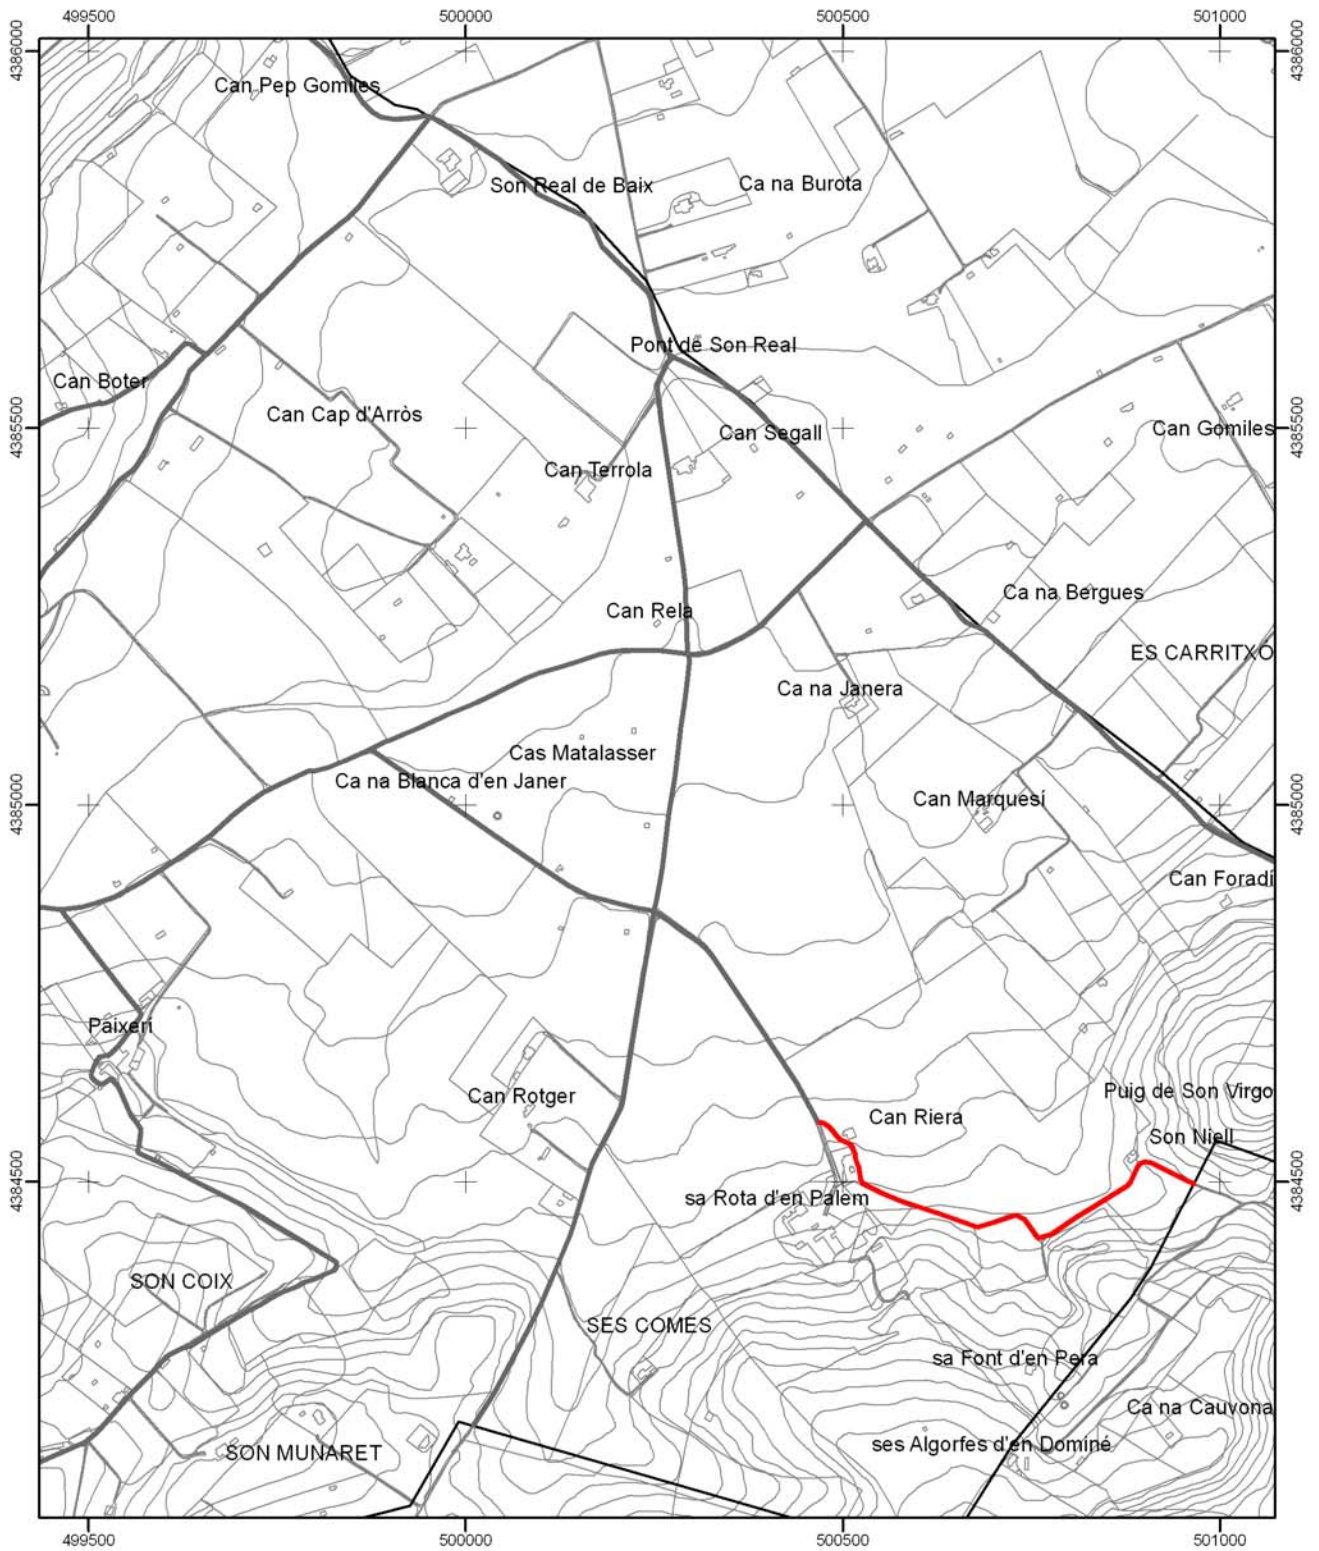 499500 500000 500500 501000
4386000 4386000
Can Pep Gomiles
Son Real de Baix
Ca na Burota
Pont de Son Real
Can Boter
Can Cap d'Arròs
4385500 4385500
Can Gomiles
Can Segall
Can Terrola
Ca na Bergues
Can Rela
ES CARRITXÓ
Ca na Janera
Cas Matalasser
Ca na Blanca d'en Janer
Can Marquesí
4385000 4385000
Can Foradí
Paixerí
Puig de Son Virgo
Can Rotger
Can Riera
Son Niell
4384500 4384500
sa Rota d'en Palem
SON COIX
SES COMES
sa Font d'en Pera
Ca na Cauvona
ses Algorfes d'en Dominé
SON MUNARET
499500 500000 500500 501000